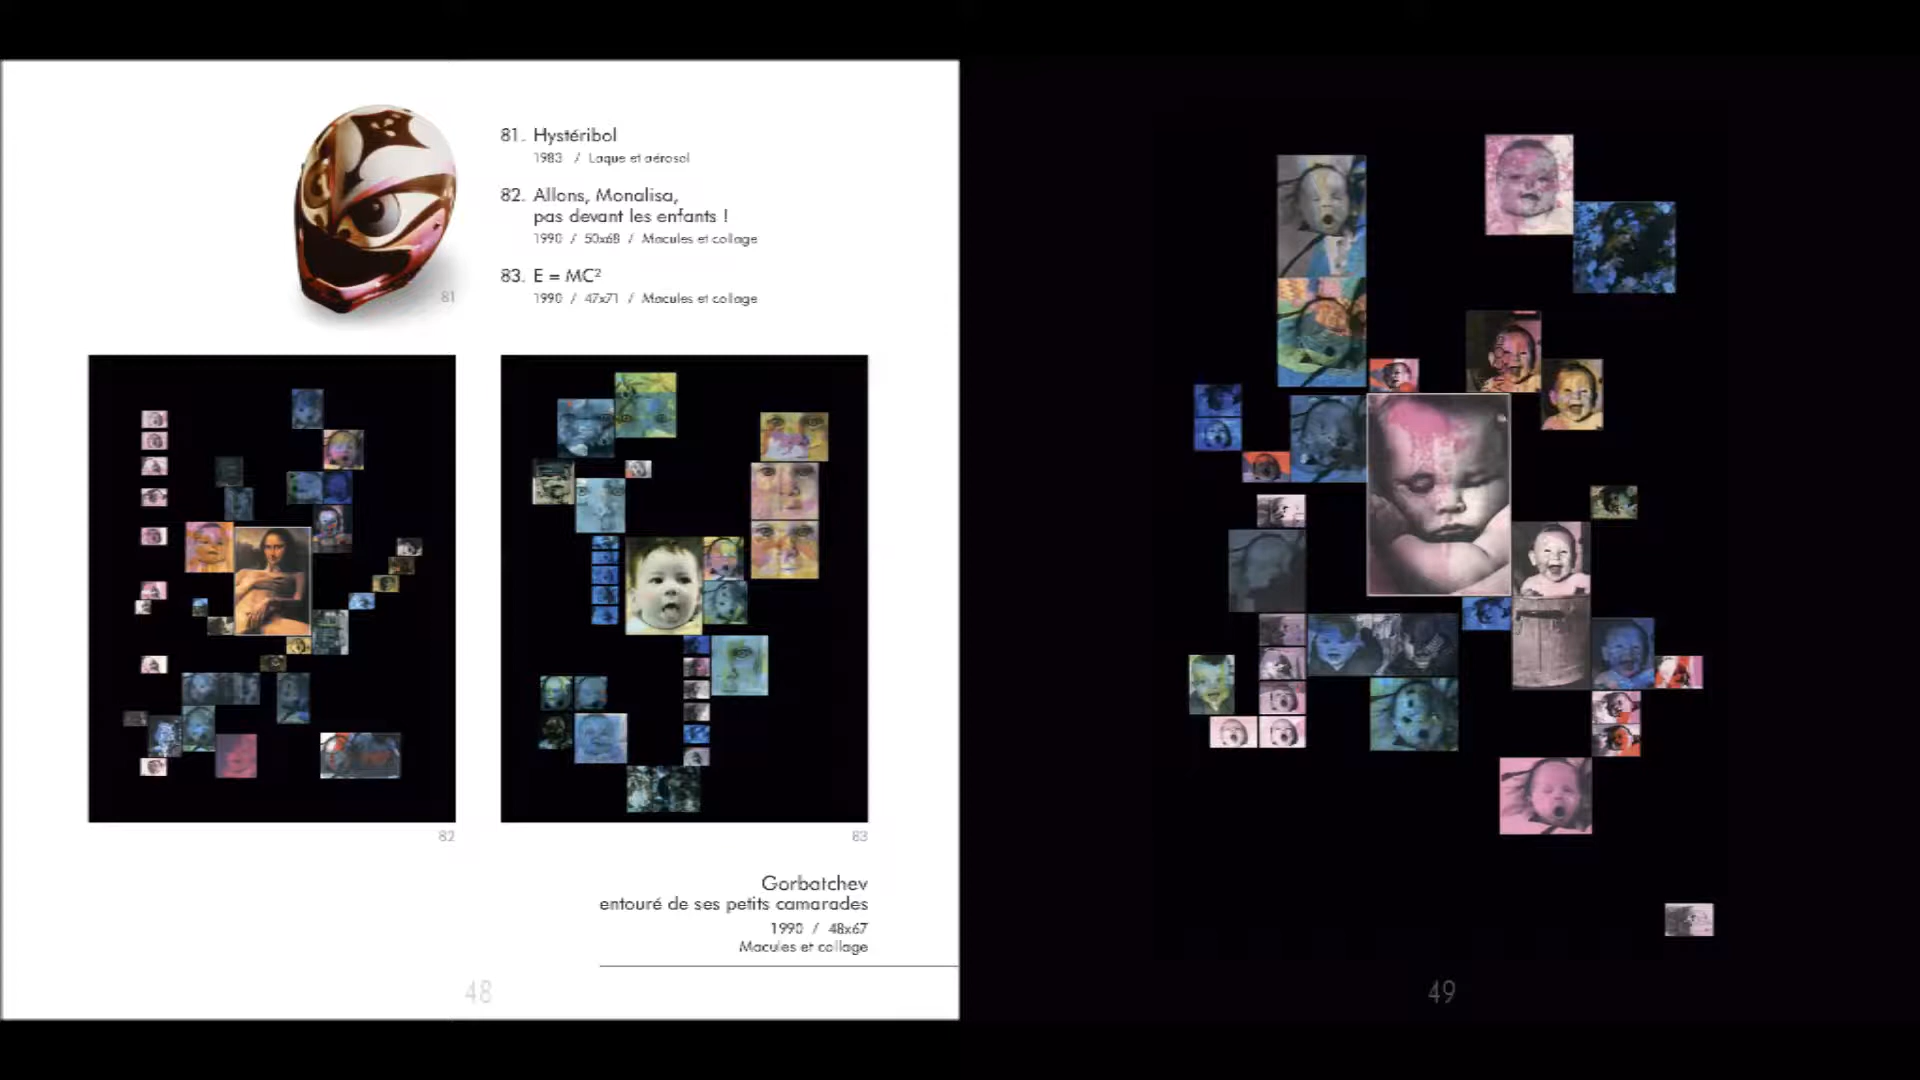 81. Hystéribol
1983 / Laque et aérosol
82. Allons, Monalisa,
pas devant les enfants !
1990 / 50x68 / Macules et collage
83. E = MC²
1990 / 47x71 / Macules et collage
81
82
83
Gorbatchev
entouré de ses petits camarades
1990 / 48x67
Macules et collage
48
49